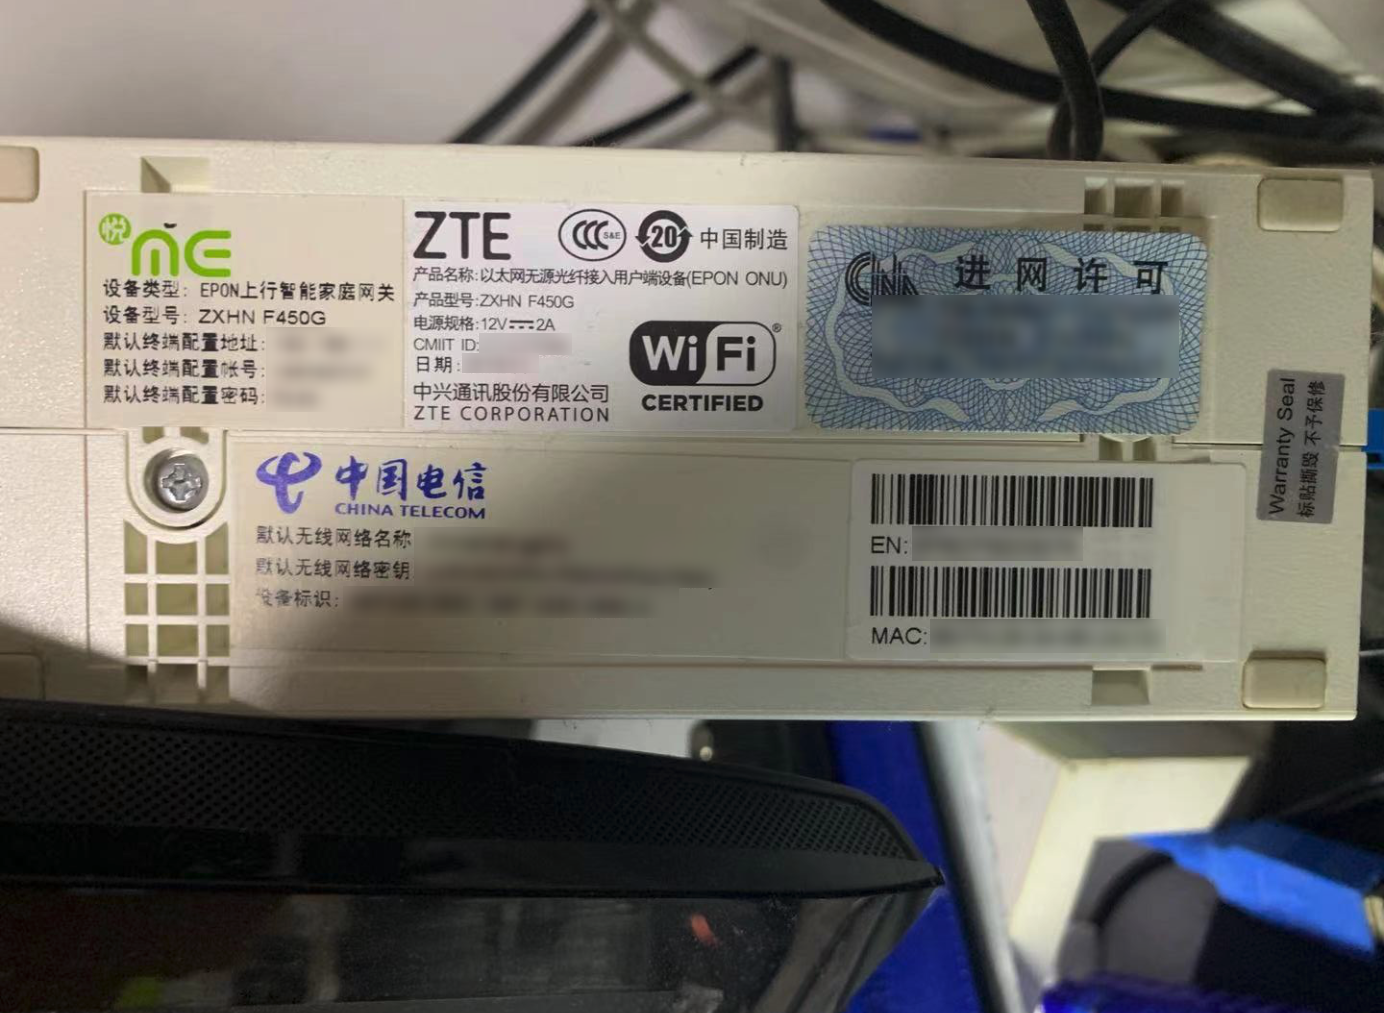 悦 ME
设备类型：EPON上行智能家庭网关
设备型号：ZXHN F450G
默认终端配置地址：
默认终端配置帐号：
默认终端配置密码：
ZTE CCC S&E 20 中国制造
产品名称:以太网无源光纤接入用户端设备(EPON ONU)
产品型号:ZXHN F450G
电源规格:12V 2A
CMIIT ID:
日期:
中兴通讯股份有限公司
ZTE CORPORATION
Wi Fi ®
CERTIFIED
进网许可
Warranty Seal
标贴撕毁 不予保修
中国电信
CHINA TELECOM
默认无线网络名称
默认无线网络密钥
设备标识:
EN:
MAC: